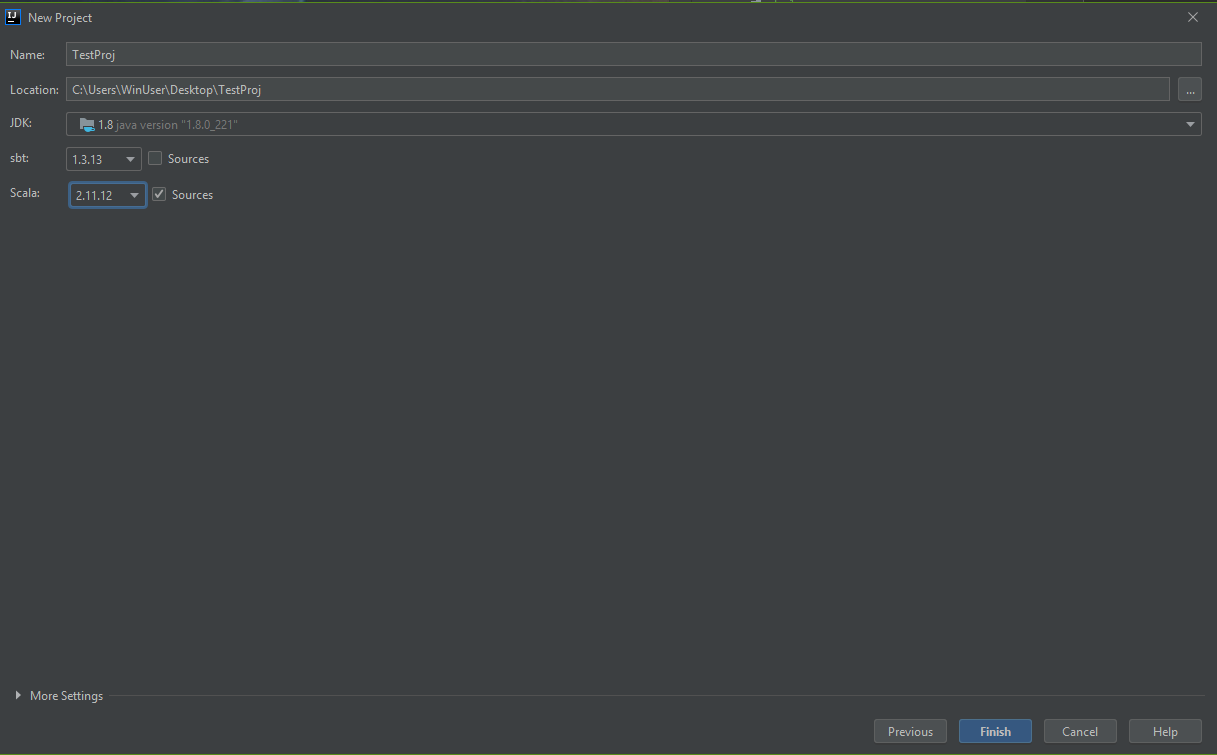 IJ New Project
Name: TestProj
Location: C:\Users\WinUser\Desktop\TestProj ...
JDK: 1.8 java version "1.8.0_221"
sbt: 1.3.13 Sources
Scala: 2.11.12 Sources
More Settings
Previous Finish Cancel Help